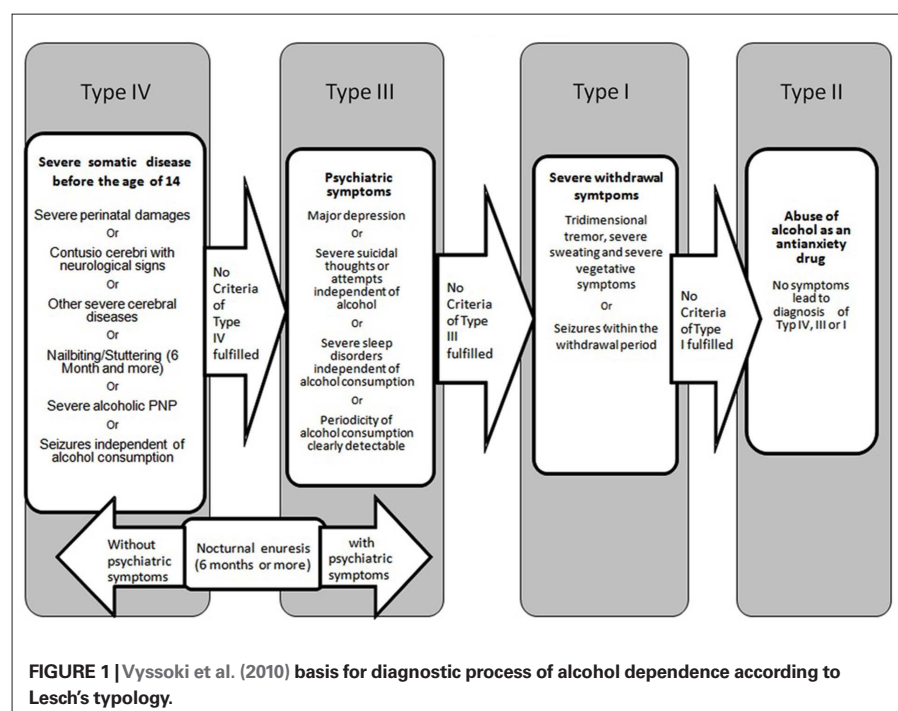 Type IV
Severe somatic disease
before the age of 14
Severe perinatal damages
Or
Contusio cerebri with
neurological signs
Or
Other severe cerebral
diseases
Or
Nailbiting/Stuttering (6
Month and more)
Or
Severe alcoholic PNP
Or
Seizures independent of
alcohol consumption
No
Criteria
of
Type
IV
fulfilled
Type III
Psychiatric
symptoms
Major depression
Or
Severe suicidal
thoughts or
attempts
independent of
alcohol
Or
Severe sleep
disorders
independent of
alcohol consumption
Or
Periodicity of
alcohol consumption
clearly detectable
No
Criteria
of Type
III
fulfilled
Type I
Severe withdrawal
symtpoms
Tridimensional
tremor, severe
sweating and severe
vegetative
symptoms
Or
Seizures within the
withdrawal period
No
Criteria
of Type
I fulfilled
Type II
Abuse of
alcohol as an
antianxiety
drug
No symptoms
lead to
diagnosis of
Typ IV, III or I
Without
psychiatric
symptoms
Nocturnal enuresis
(6 months or more)
with
psychiatric
symptoms
FIGURE 1 | Vyssoki et al. (2010) basis for diagnostic process of alcohol dependence according to
Lesch's typology.